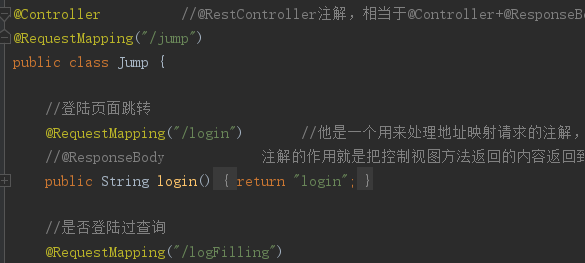 @Controller //@RestController注解，相当于@Controller+@ResponseBo
@RequestMapping("/jump")
public class Jump {
//登陆页面跳转
@RequestMapping("/login") //他是一个用来处理地址映射请求的注解，
//@ResponseBody 注解的作用就是把控制视图方法返回的内容返回到
public String login() { return "login"; }
//是否登陆过查询
@RequestMapping("/logFilling")